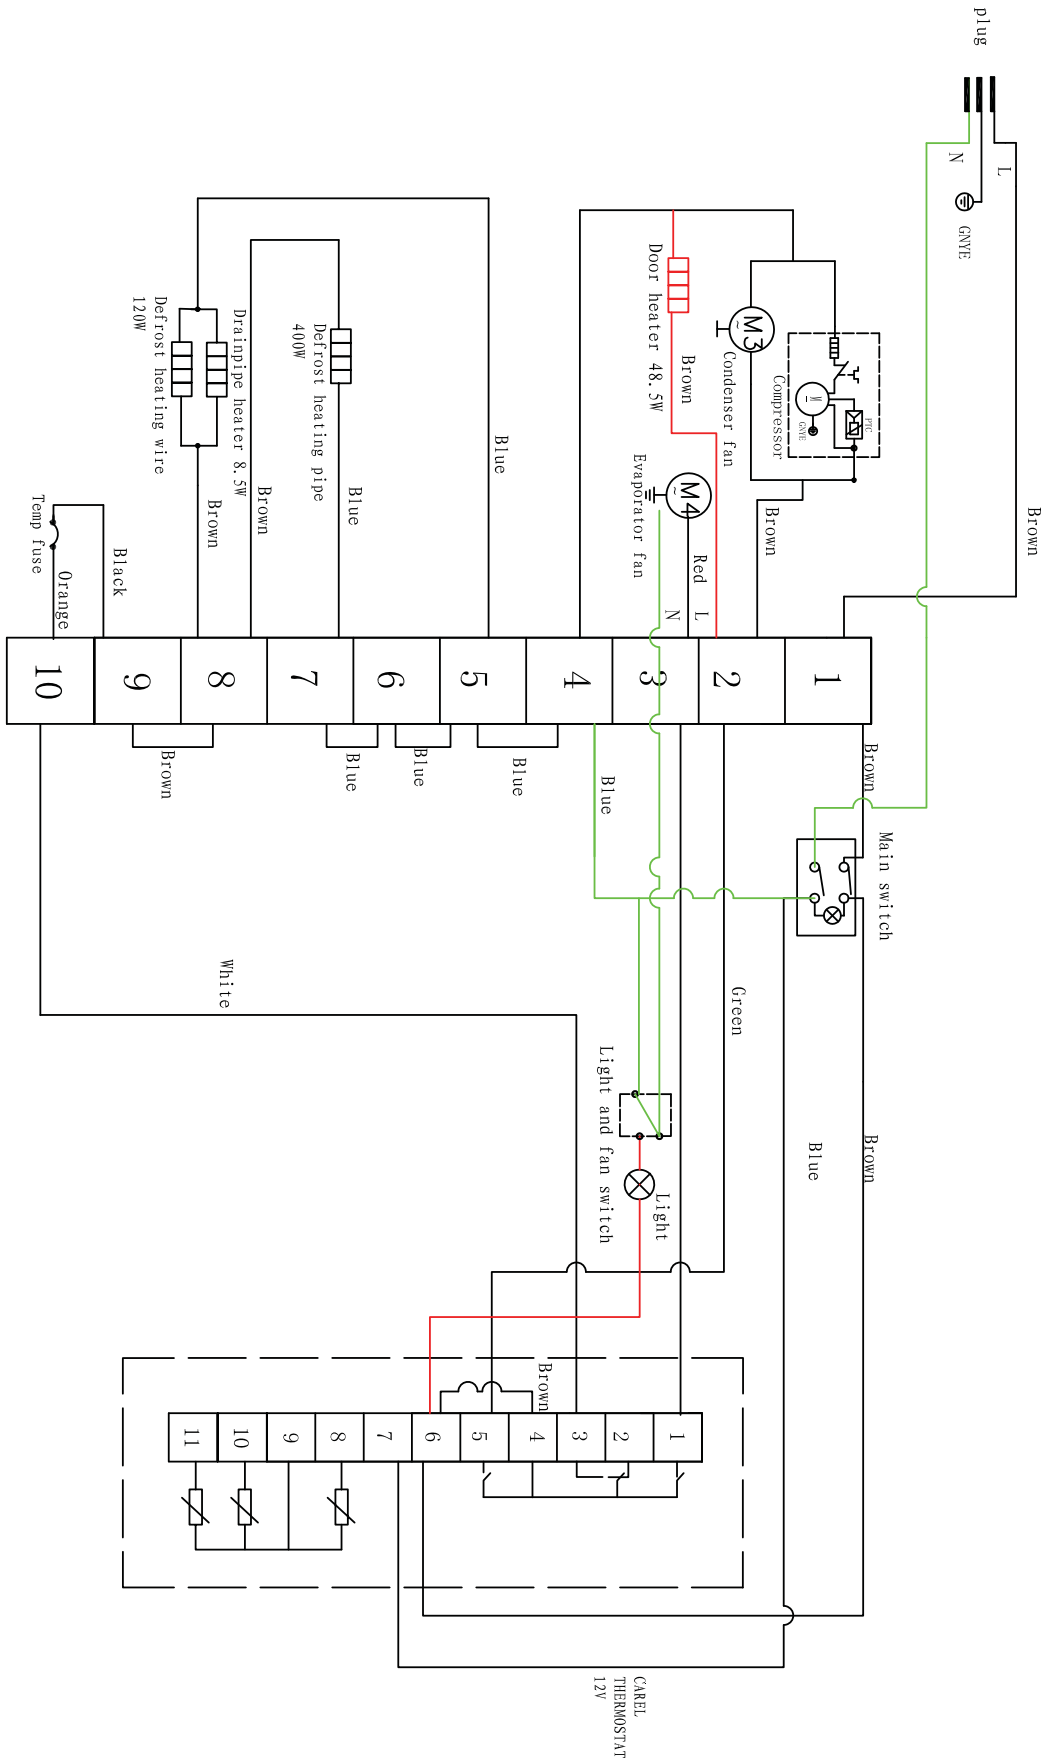 plug
L
N
GNYE
Brown
PTC
M
GNYE
Compressor
M3
~
Condenser fan
Brown
Door heater 48.5W
Brown
M4
~
Evaporator fan
Red
L
N
Blue
Defrost heating pipe
400W
Blue
Brown
Drainpipe heater 8.5W
Defrost heating wire
120W
Brown
Temp fuse
Black
Orange
1
2
3
4
5
6
7
8
9
10
Brown
Main switch
Blue
Blue
Blue
Blue
Brown
Green
White
Light and fan switch
Light
Blue
Brown
Brown
1
2
3
4
5
6
7
8
9
10
11
CAREL
THERMOSTAT
12V